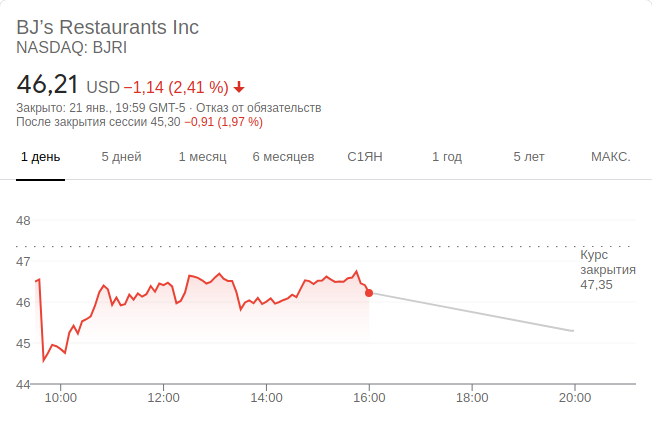 BJ’s Restaurants Inc
NASDAQ: BJRI
46,21 USD −1,14 (2,41 %)
Закрыто: 21 янв., 19:59 GMT-5 · Отказ от обязательств
После закрытия сессии 45,30 −0,91 (1,97 %)
1 день 5 дней 1 месяц 6 месяцев С1ЯН 1 год 5 лет МАКС.
48
Курс
закрытия
47,35
47
46
45
44
10:00 12:00 14:00 16:00 18:00 20:00